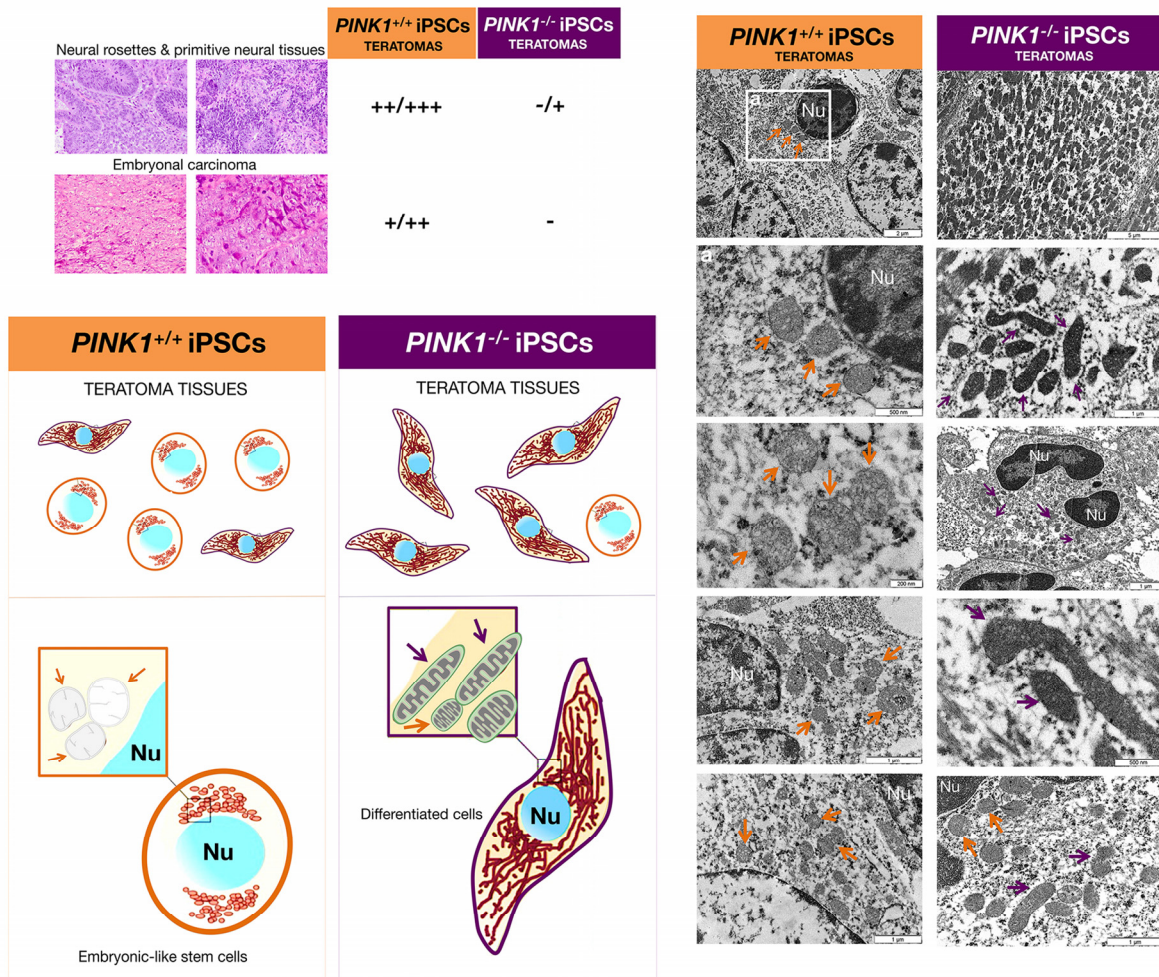 PINK1+/+ iPSCs
TERATOMAS
PINK1-/- iPSCs
TERATOMAS
Neural rosettes & primitive neural tissues
++/+++
-/+
Embryonal carcinoma
+/++
-
PINK1+/+ iPSCs
TERATOMA TISSUES
PINK1-/- iPSCs
TERATOMA TISSUES
Nu
Nu
Embryonic-like stem cells
Differentiated cells
Nu
PINK1+/+ iPSCs
TERATOMAS
PINK1-/- iPSCs
TERATOMAS
a
Nu
2 µm
5 µm
a
Nu
500 nm
1 µm
200 nm
Nu
Nu
1 µm
Nu
1 µm
500 nm
Nu
1 µm
Nu
1 µm